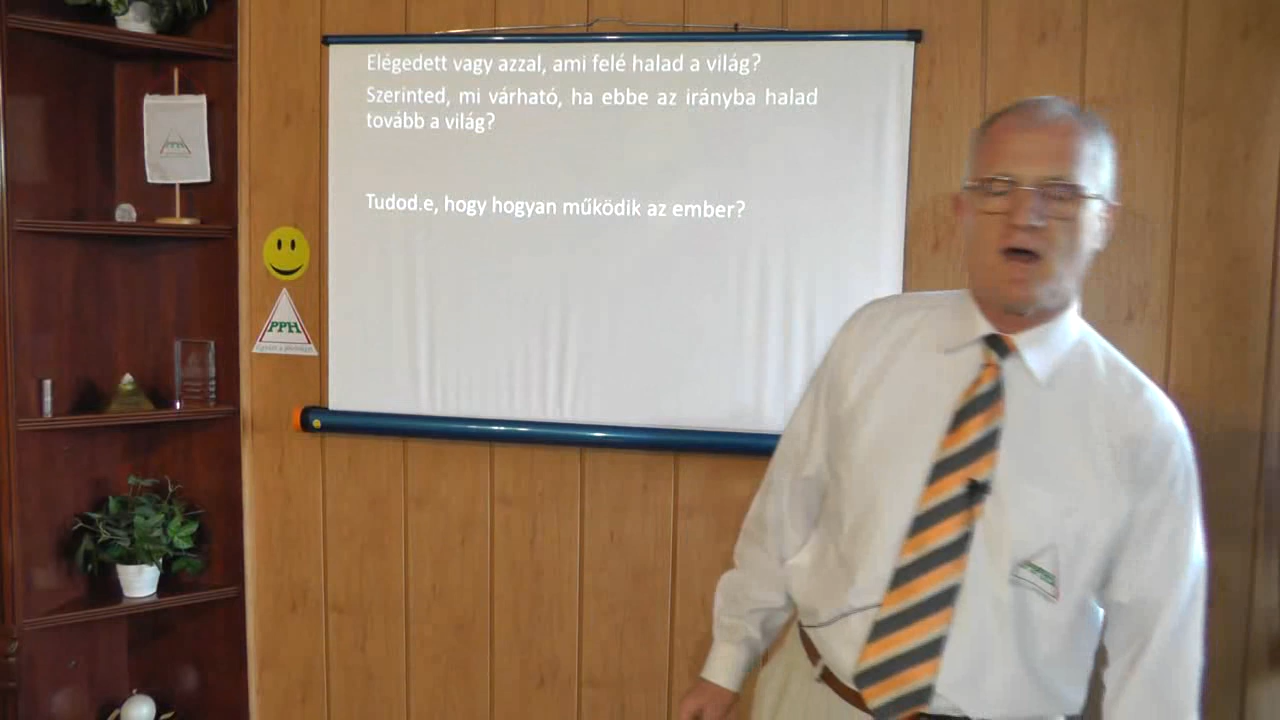 Elégedett vagy azzal, ami felé halad a világ?
Szerinted, mi várható, ha ebbe az irányba halad
tovább a világ?
Tudod.e, hogy hogyan működik az ember?
PPH
PPH
PPH